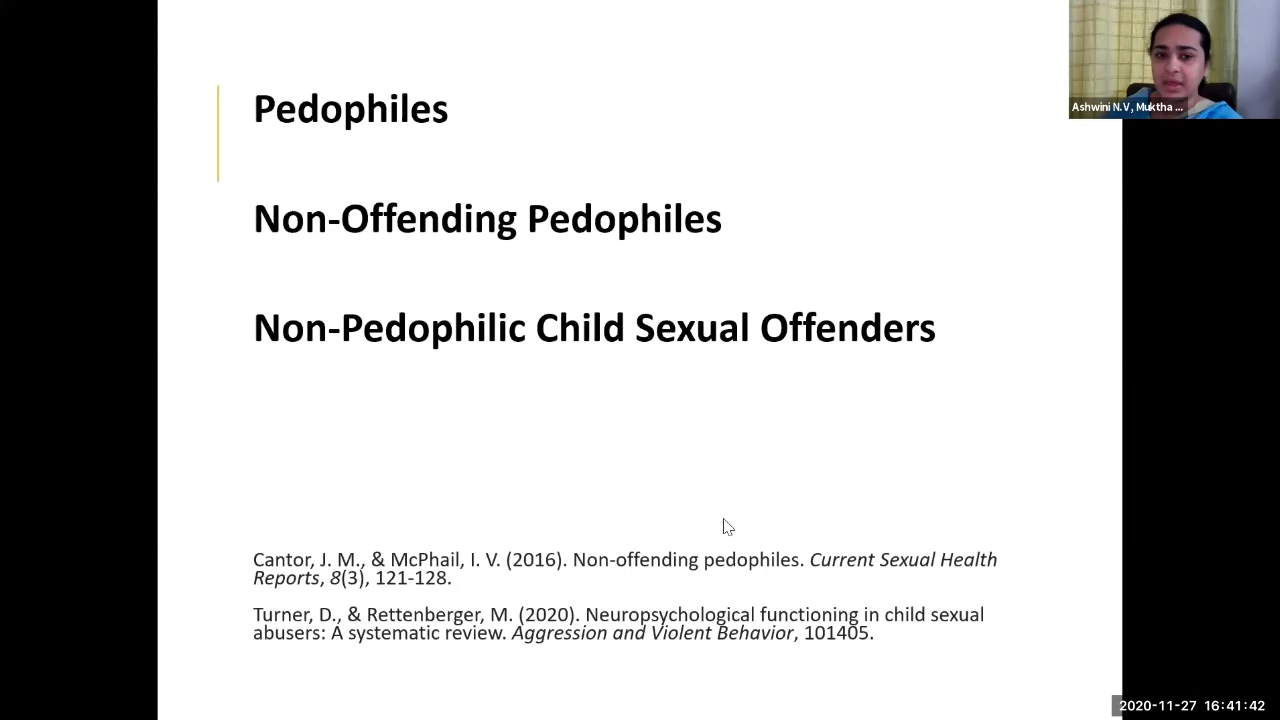 Pedophiles
Ashwini N.V, Muktha ...
Non-Offending Pedophiles
Non-Pedophilic Child Sexual Offenders
Cantor, J. M., & McPhail, I. V. (2016). Non-offending pedophiles. Current Sexual Health
Reports, 8(3), 121-128.
Turner, D., & Rettenberger, M. (2020). Neuropsychological functioning in child sexual
abusers: A systematic review. Aggression and Violent Behavior, 101405.
2020-11-27 16:41:42